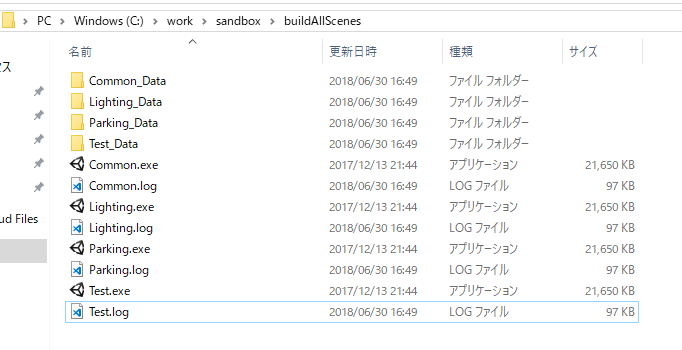 PC > Windows (C:) > work > sandbox > buildAllScenes
名前 更新日時 種類 サイズ
クセス
Common_Data 2018/06/30 16:49 ファイル フォルダー
Lighting_Data 2018/06/30 16:49 ファイル フォルダー
Parking_Data 2018/06/30 16:49 ファイル フォルダー
Test_Data 2018/06/30 16:49 ファイル フォルダー
Common.exe 2017/12/13 21:44 アプリケーション 21,650 KB
Common.log 2018/06/30 16:49 LOG ファイル 97 KB
Lighting.exe 2017/12/13 21:44 アプリケーション 21,650 KB
ud Files
Lighting.log 2018/06/30 16:49 LOG ファイル 97 KB
Parking.exe 2017/12/13 21:44 アプリケーション 21,650 KB
Parking.log 2018/06/30 16:49 LOG ファイル 97 KB
Test.exe 2017/12/13 21:44 アプリケーション 21,650 KB
Test.log 2018/06/30 16:49 LOG ファイル 97 KB